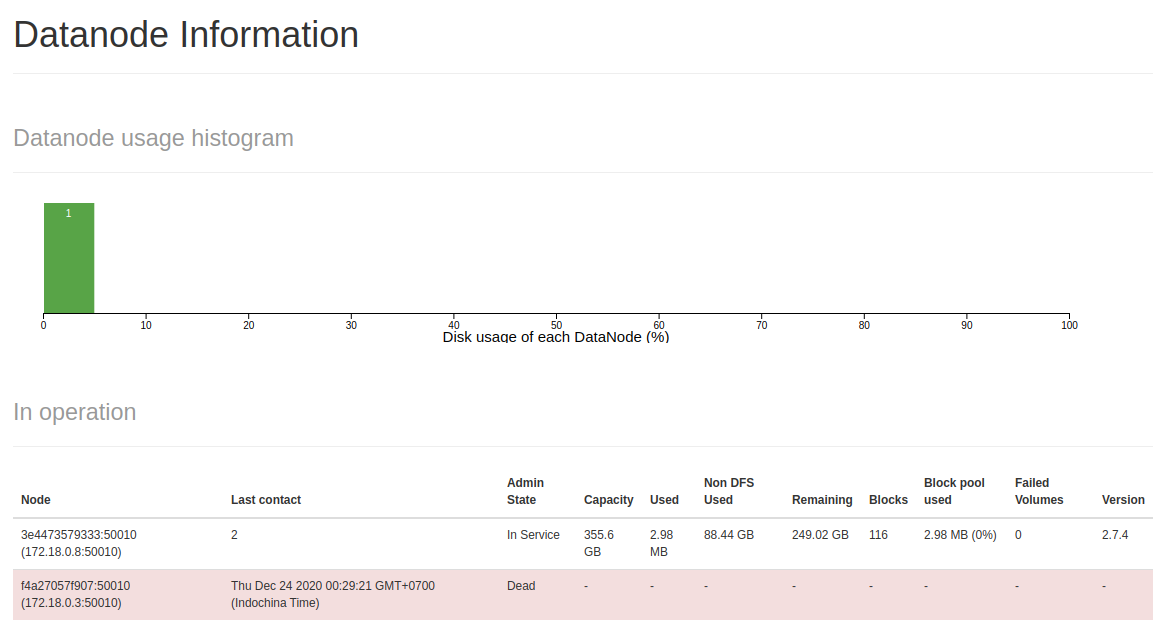 Datanode Information
Datanode usage histogram
1
0 10 20 30 40 50 60 70 80 90 100
Disk usage of each DataNode (%)
In operation
Admin Non DFS Block pool Failed
Node Last contact State Capacity Used Used Remaining Blocks used Volumes Version
3e4473579333:50010 2 In Service 355.6 2.98 88.44 GB 249.02 GB 116 2.98 MB (0%) 0 2.7.4
(172.18.0.8:50010) GB MB
f4a27057f907:50010 Thu Dec 24 2020 00:29:21 GMT+0700 Dead - - - - - - - -
(172.18.0.3:50010) (Indochina Time)